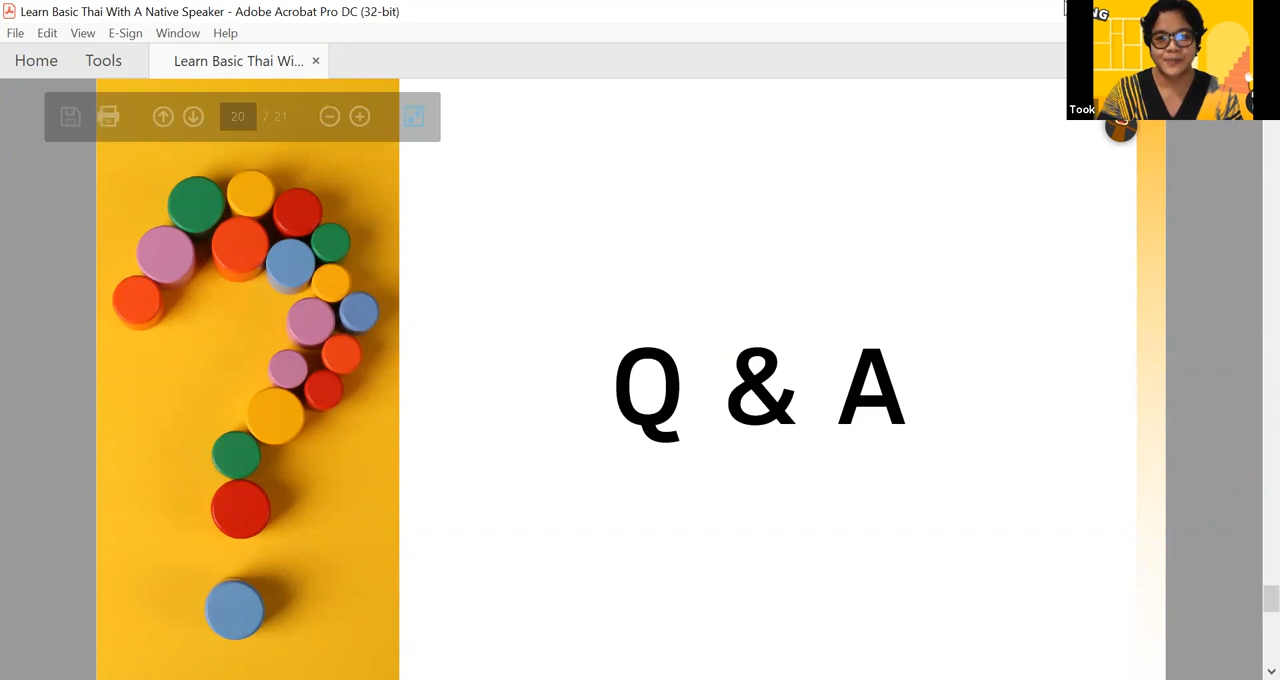 Learn Basic Thai With A Native Speaker - Adobe Acrobat Pro DC (32-bit)
File Edit View E-Sign Window Help
Home Tools Learn Basic Thai Wi... ×
20 / 21
NG
Took
Q & A